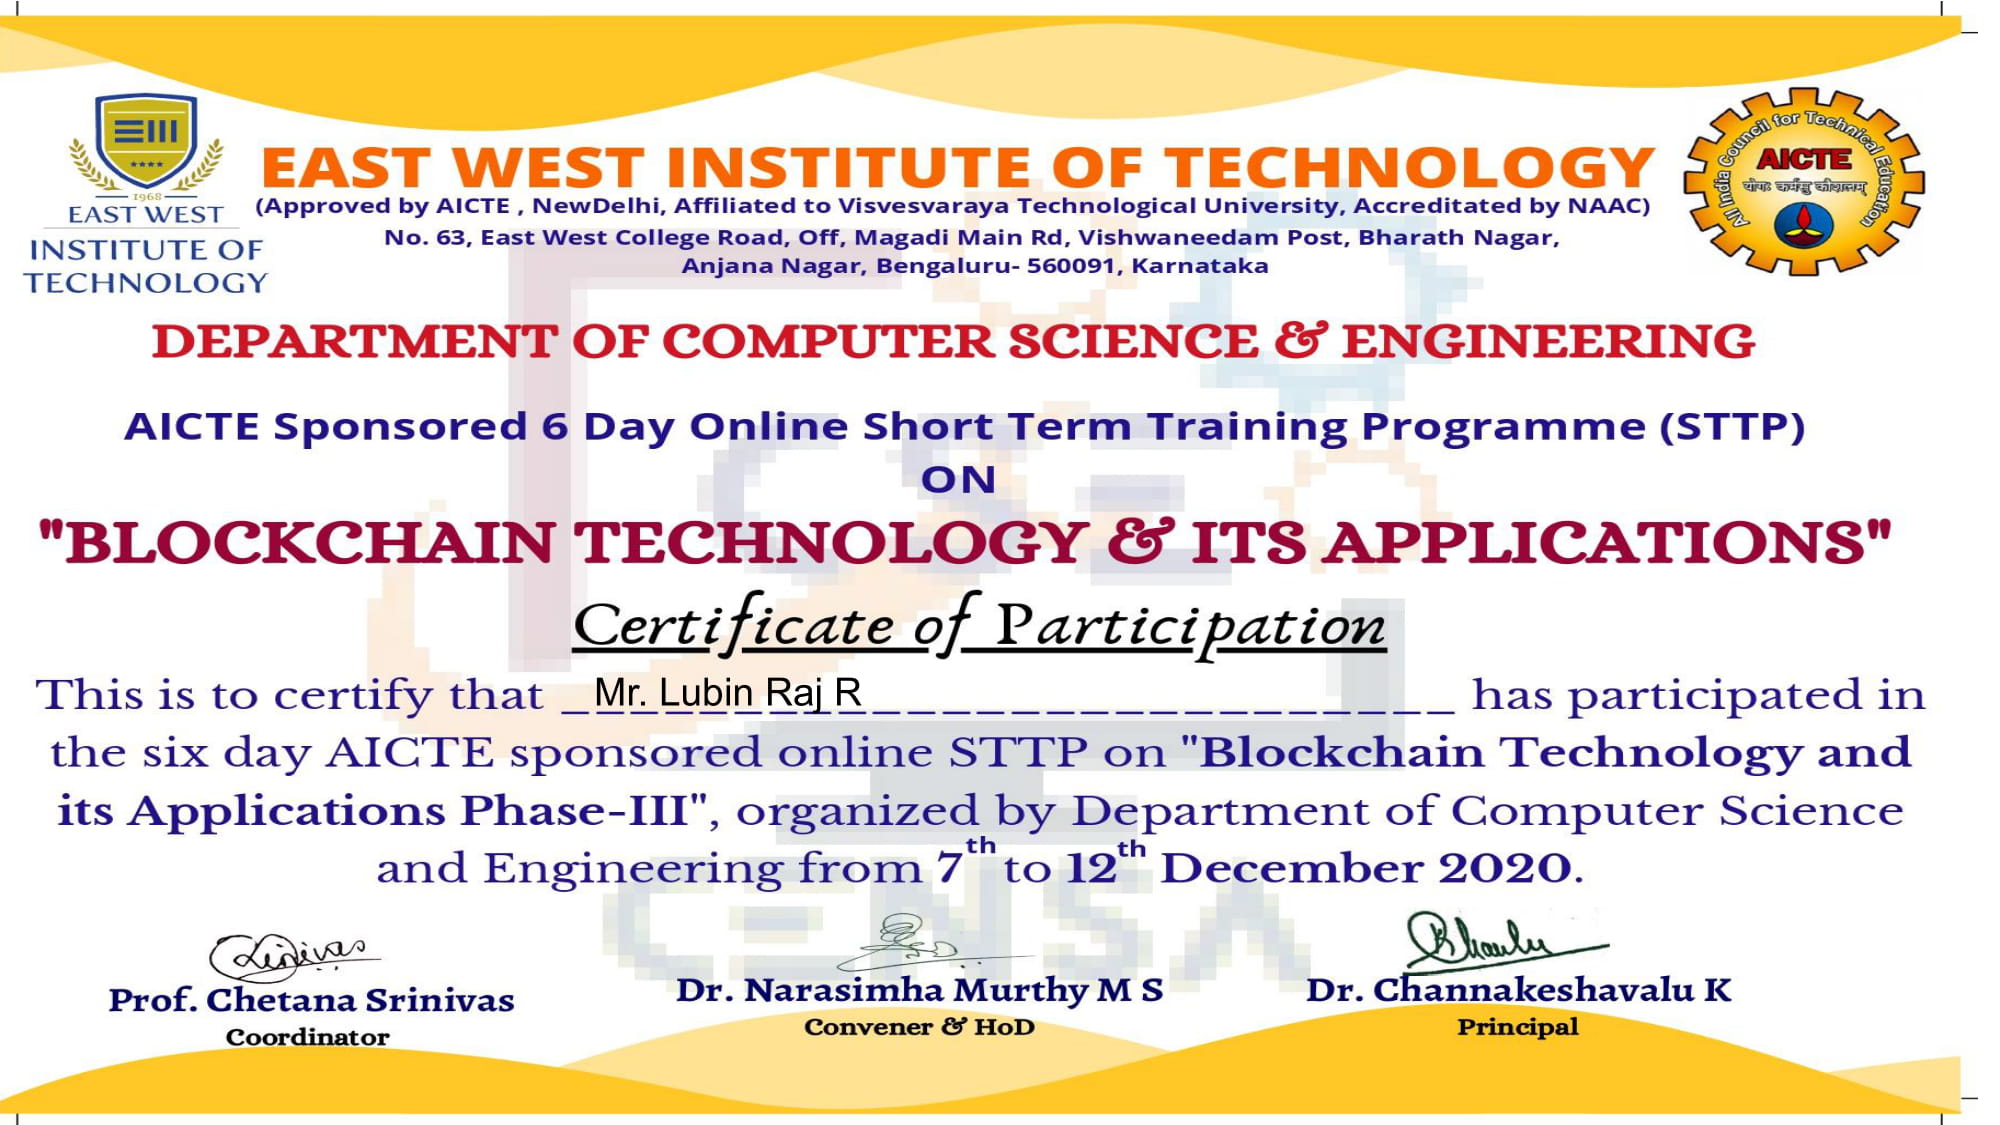 1968
EAST WEST
INSTITUTE OF
TECHNOLOGY
EAST WEST INSTITUTE OF TECHNOLOGY
(Approved by AICTE , NewDelhi, Affiliated to Visvesvaraya Technological University, Accreditated by NAAC)
No. 63, East West College Road, Off, Magadi Main Rd, Vishwaneedam Post, Bharath Nagar,
Anjana Nagar, Bengaluru- 560091, Karnataka
All India Council for Technical Education
AICTE
योगः कर्मसु कौशलम्
DEPARTMENT OF COMPUTER SCIENCE & ENGINEERING
AICTE Sponsored 6 Day Online Short Term Training Programme (STTP)
ON
"BLOCKCHAIN TECHNOLOGY & ITS APPLICATIONS"
Certificate of Participation
This is to certify that Mr. Lubin Raj R has participated in
the six day AICTE sponsored online STTP on "Blockchain Technology and
its Applications Phase-III", organized by Department of Computer Science
and Engineering from 7th to 12th December 2020.
Prof. Chetana Srinivas
Coordinator
Dr. Narasimha Murthy M S
Convener & HoD
Dr. Channakeshavalu K
Principal